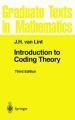 Graduate Texts
in Mathematics
J.H. van Lint
Introduction to
Coding Theory
Third Edition
Springer